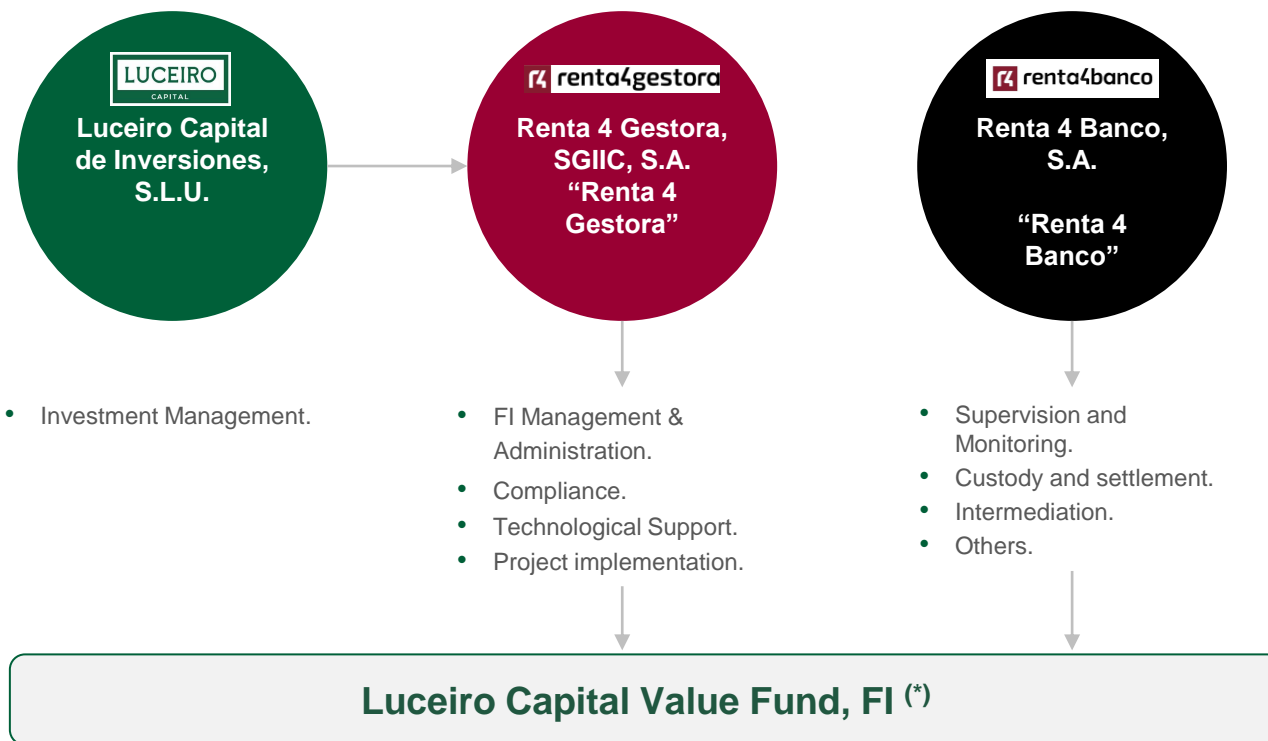 LUCEIRO
CAPITAL
Luceiro Capital
de Inversiones,
S.L.U.
r4 renta4gestora
Renta 4 Gestora,
SGIIC, S.A.
“Renta 4
Gestora”
r4 renta4banco
Renta 4 Banco,
S.A.
“Renta 4
Banco”
• Investment Management.
• FI Management &
Administration.
• Compliance.
• Technological Support.
• Project implementation.
• Supervision and
Monitoring.
• Custody and settlement.
• Intermediation.
• Others.
Luceiro Capital Value Fund, FI (*)